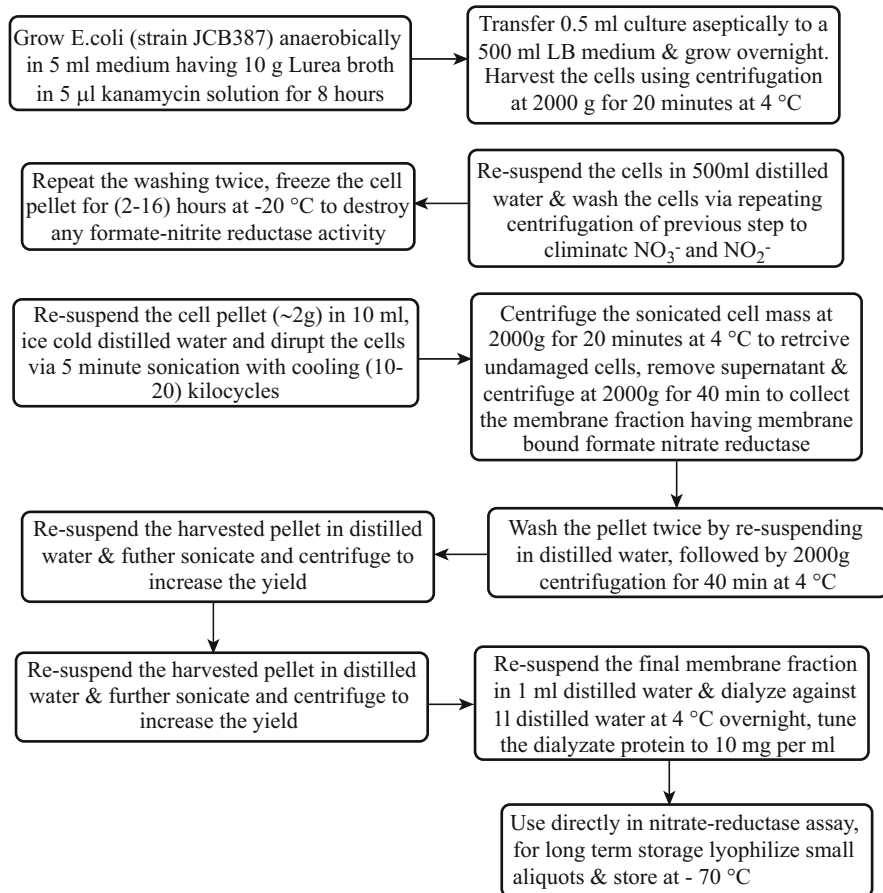 Grow E.coli (strain JCB387) anaerobically
in 5 ml medium having 10 g Lurea broth
in 5 µl kanamycin solution for 8 hours
Transfer 0.5 ml culture aseptically to a
500 ml LB medium & grow overnight.
Harvest the cells using centrifugation
at 2000 g for 20 minutes at 4 °C
Re-suspend the cells in 500ml distilled
water & wash the cells via repeating
centrifugation of previous step to
climinatc NO₃⁻ and NO₂⁻
Repeat the washing twice, freeze the cell
pellet for (2-16) hours at -20 °C to destroy
any formate-nitrite reductase activity
Re-suspend the cell pellet (~2g) in 10 ml,
ice cold distilled water and dirupt the cells
via 5 minute sonication with cooling (10-
20) kilocycles
Centrifuge the sonicated cell mass at
2000g for 20 minutes at 4 °C to retrcive
undamaged cells, remove supernatant &
centrifuge at 2000g for 40 min to collect
the membrane fraction having membrane
bound formate nitrate reductase
Wash the pellet twice by re-suspending
in distilled water, followed by 2000g
centrifugation for 40 min at 4 °C
Re-suspend the harvested pellet in distilled
water & futher sonicate and centrifuge to
increase the yield
Re-suspend the harvested pellet in distilled
water & further sonicate and centrifuge to
increase the yield
Re-suspend the final membrane fraction
in 1 ml distilled water & dialyze against
1l distilled water at 4 °C overnight, tune
the dialyzate protein to 10 mg per ml
Use directly in nitrate-reductase assay,
for long term storage lyophilize small
aliquots & store at - 70 °C